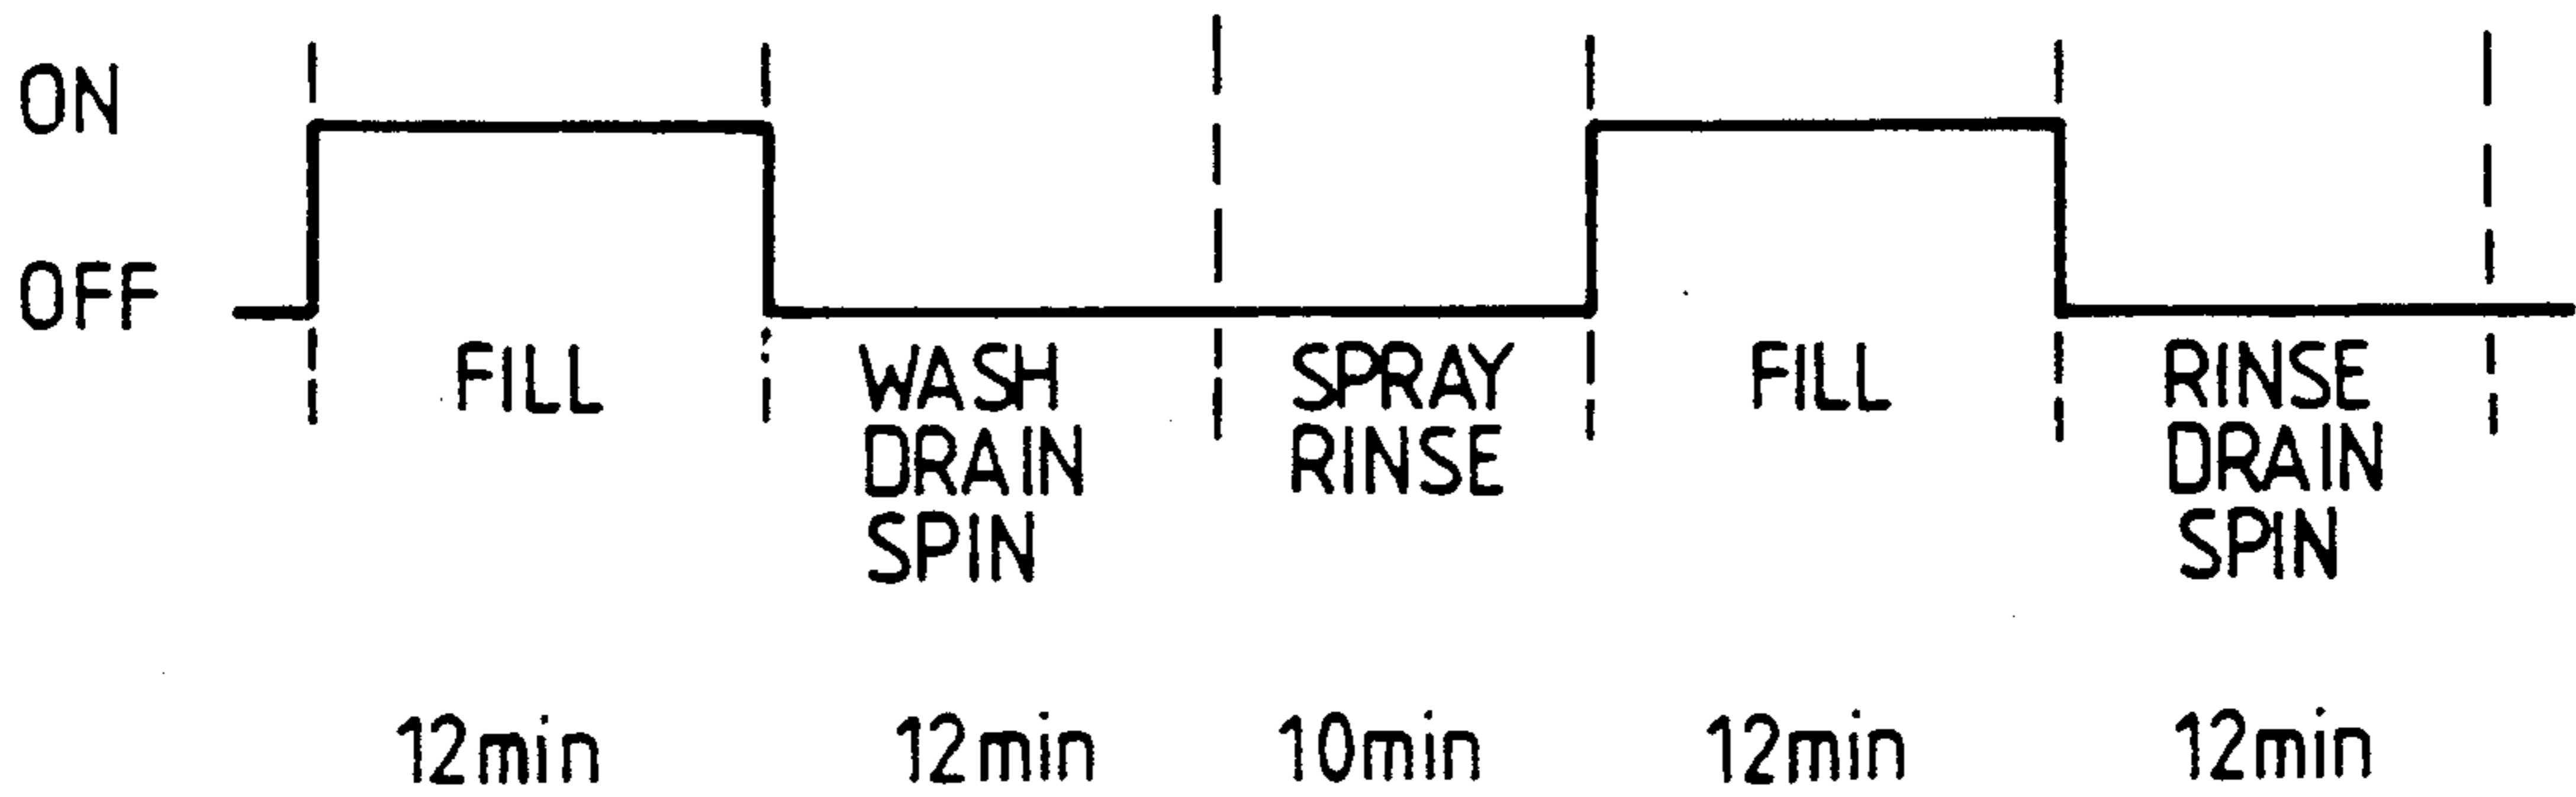 ON
OFF
FILL
WASH
DRAIN
SPIN
SPRAY
RINSE
FILL
RINSE
DRAIN
SPIN
12min 12min 10min 12min 12min